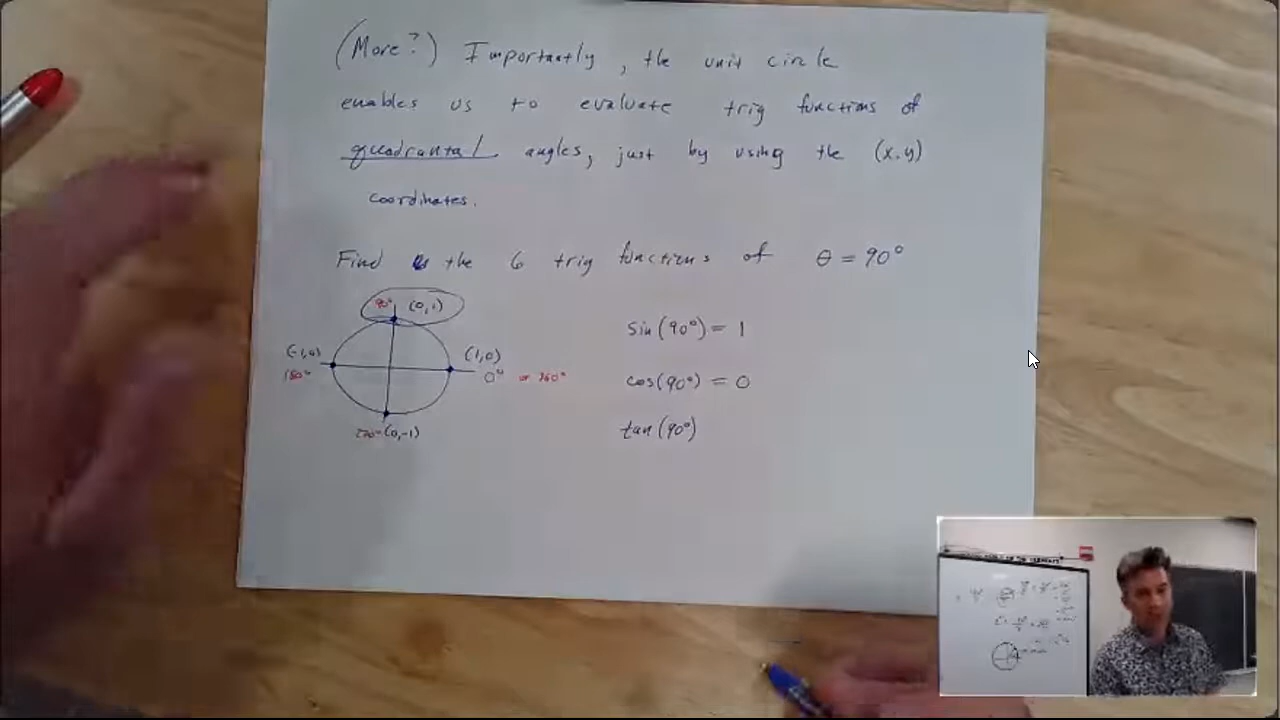 (More?) Importantly, the unit circle
enables us to evaluate trig functions of
quadrantal angles, just by using the (x,y)
coordinates.
Find the 6 trig functions of θ = 90°
90° (0,1)
(-1,0)
180°
(1,0)
0° or 360°
270° (0,-1)
sin(90°) = 1
cos(90°) = 0
tan(90°)